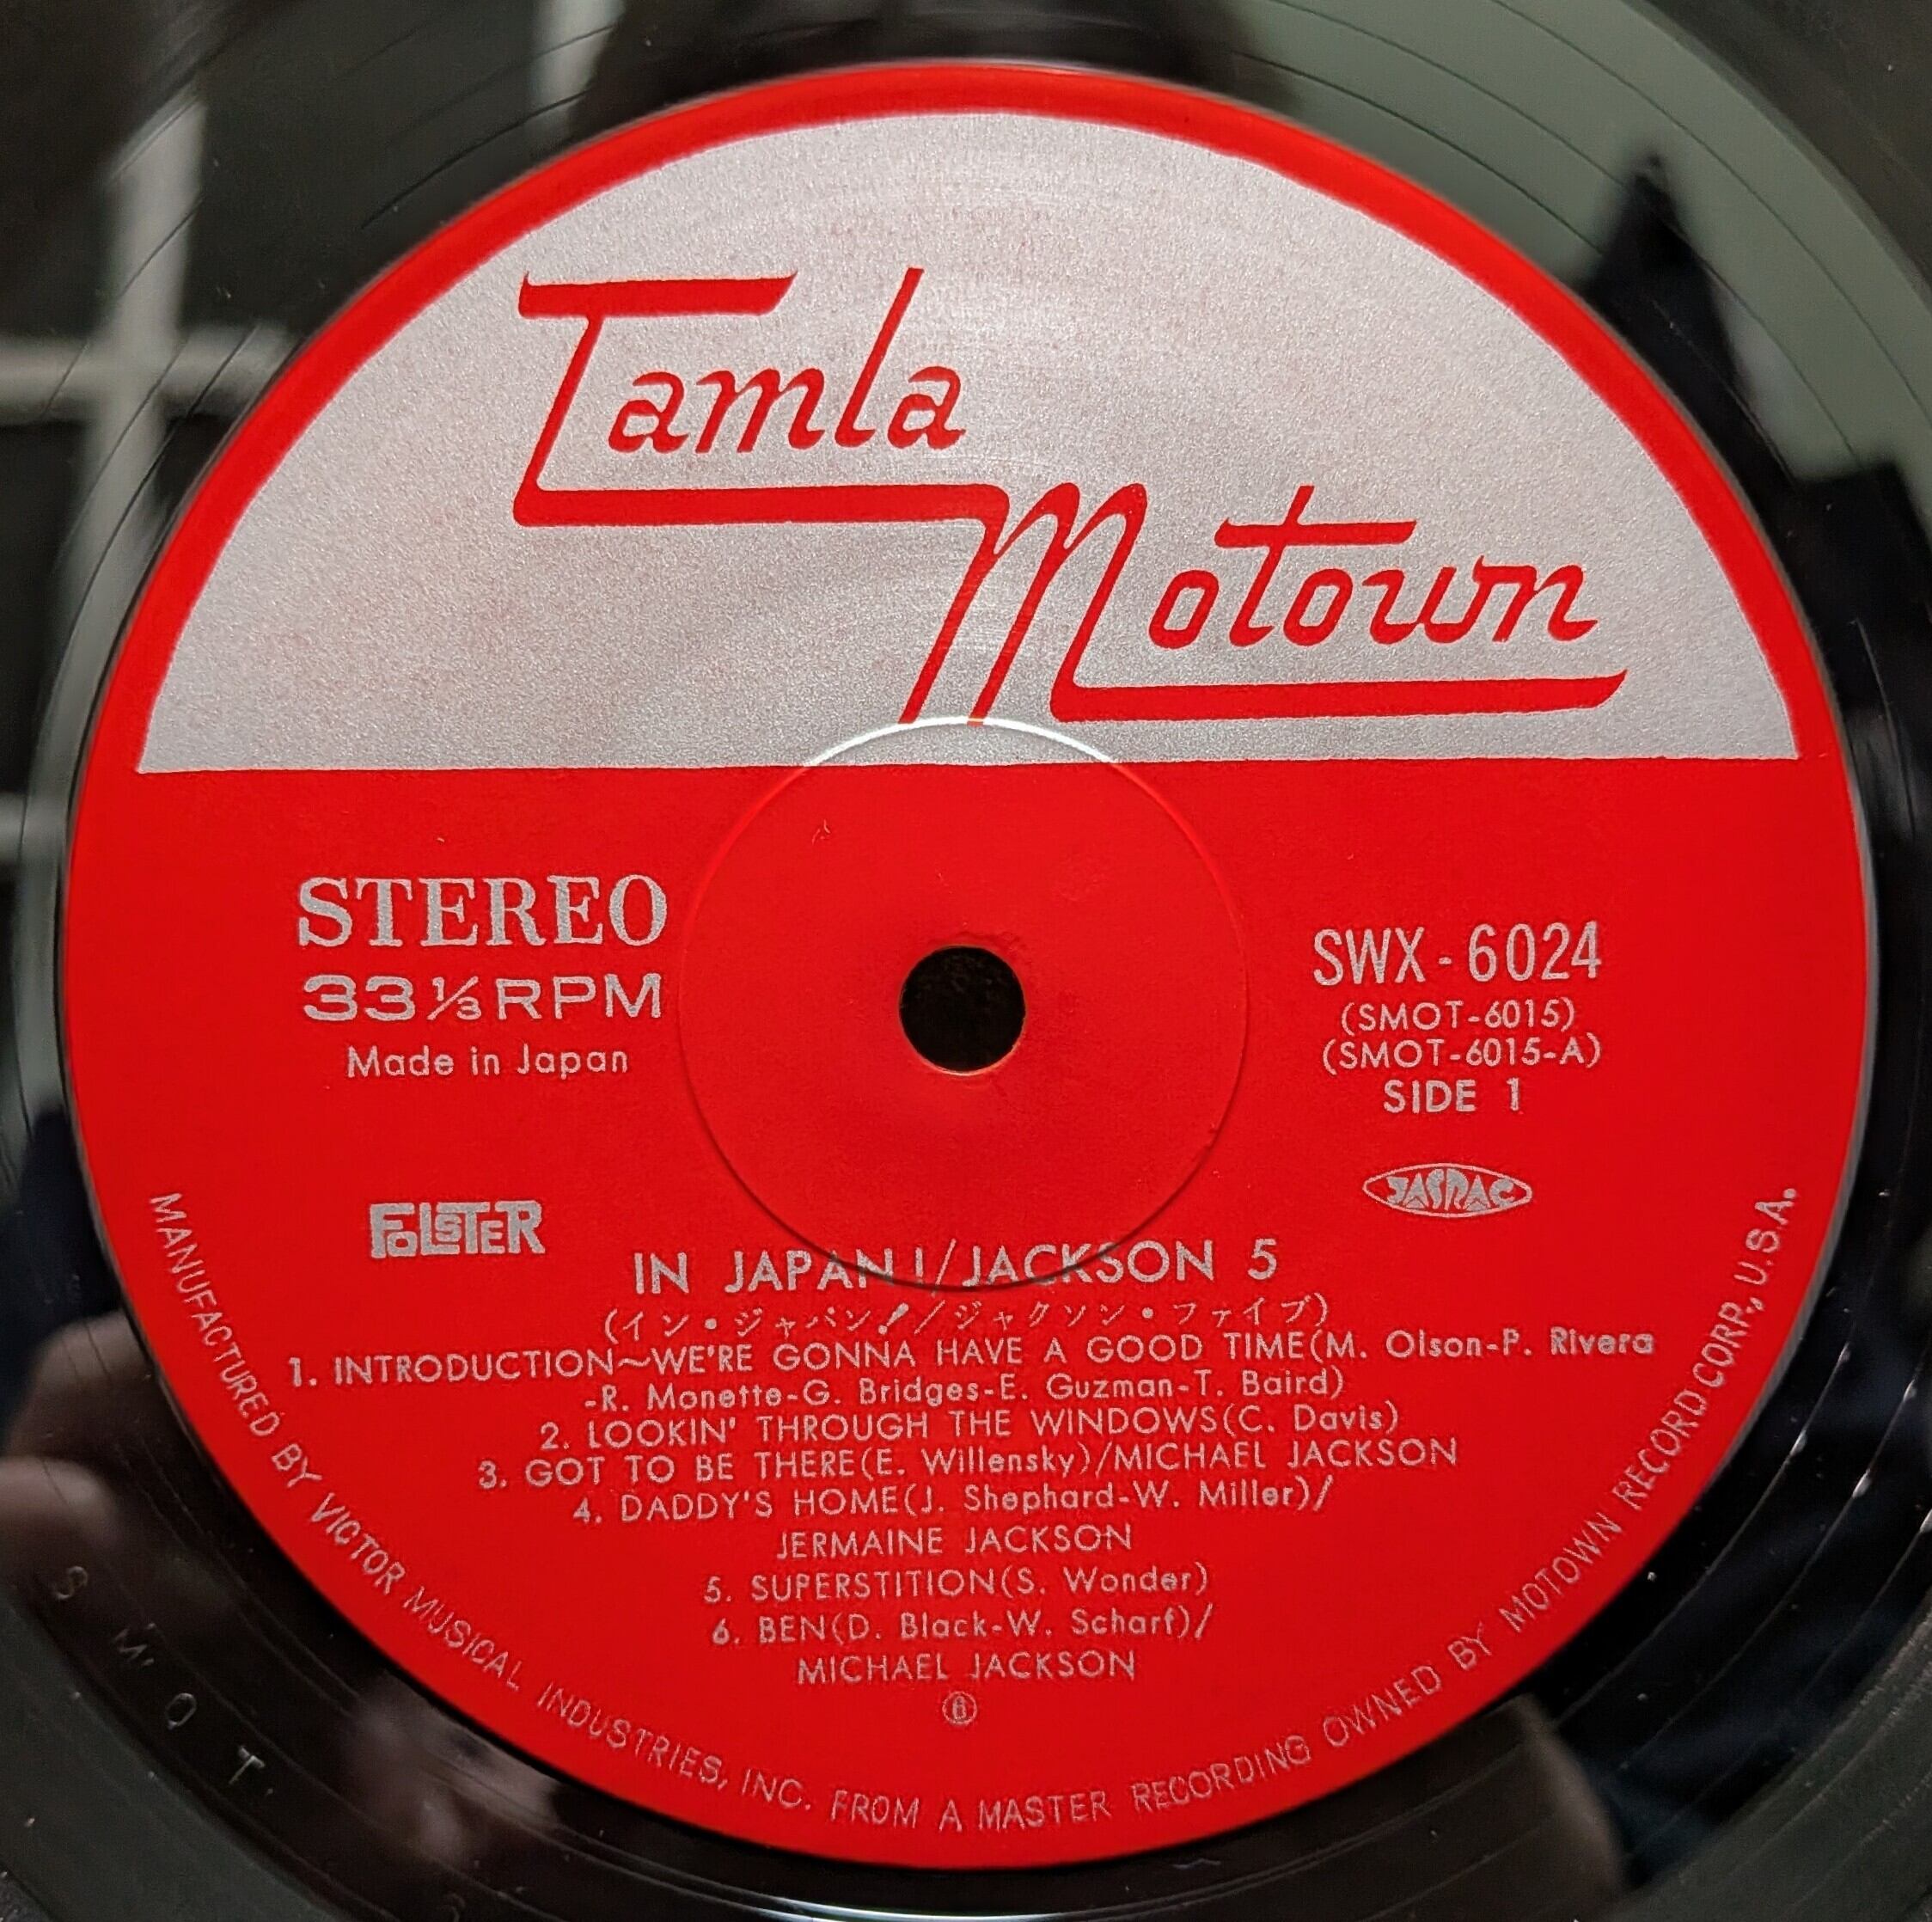 Tamla
Motown
STEREO
33⅓RPM
Made in Japan
SWX-6024
(SMOT-6015)
(SMOT-6015-A)
SIDE 1
FOLSTER
JASRAC
IN JAPAN!/JACKSON 5
(イン・ジャパン!/ジャクソン・ファイブ)
1. INTRODUCTION~WE'RE GONNA HAVE A GOOD TIME(M. Olson-P. Rivera
-R. Monette-G. Bridges-E. Guzman-T. Baird)
2. LOOKIN' THROUGH THE WINDOWS(C. Davis)
3. GOT TO BE THERE(E. Willensky)/MICHAEL JACKSON
4. DADDY'S HOME(J. Shephard-W. Miller)/
JERMAINE JACKSON
5. SUPERSTITION(S. Wonder)
6. BEN(D. Black-W. Scharf)/
MICHAEL JACKSON
MANUFACTURED BY VICTOR MUSICAL INDUSTRIES, INC. FROM A MASTER RECORDING OWNED BY MOTOWN RECORD CORP., U.S.A.
S M O T